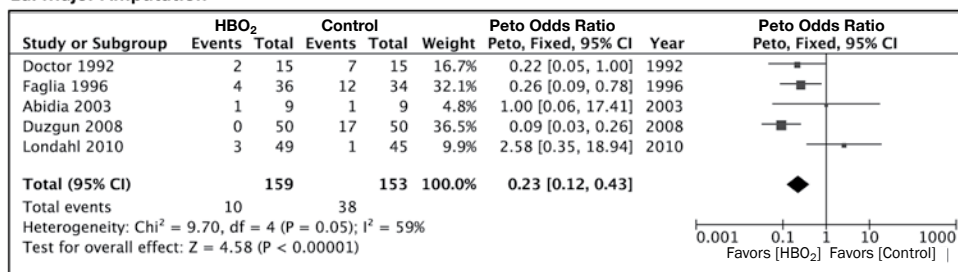 HBO₂ Control Peto Odds Ratio Peto Odds Ratio
Study or Subgroup Events Total Events Total Weight Peto, Fixed, 95% CI Year Peto, Fixed, 95% CI
Doctor 1992 2 15 7 15 16.7% 0.22 [0.05, 1.00] 1992
Faglia 1996 4 36 12 34 32.1% 0.26 [0.09, 0.78] 1996
Abidia 2003 1 9 1 9 4.8% 1.00 [0.06, 17.41] 2003
Duzgun 2008 0 50 17 50 36.5% 0.09 [0.03, 0.26] 2008
Londahl 2010 3 49 1 45 9.9% 2.58 [0.35, 18.94] 2010
Total (95% CI) 159 153 100.0% 0.23 [0.12, 0.43]
Total events 10 38
Heterogeneity: Chi² = 9.70, df = 4 (P = 0.05); I² = 59%
Test for overall effect: Z = 4.58 (P < 0.00001)
0.001 0.1 1 10 1000
Favors [HBO₂] Favors [Control]